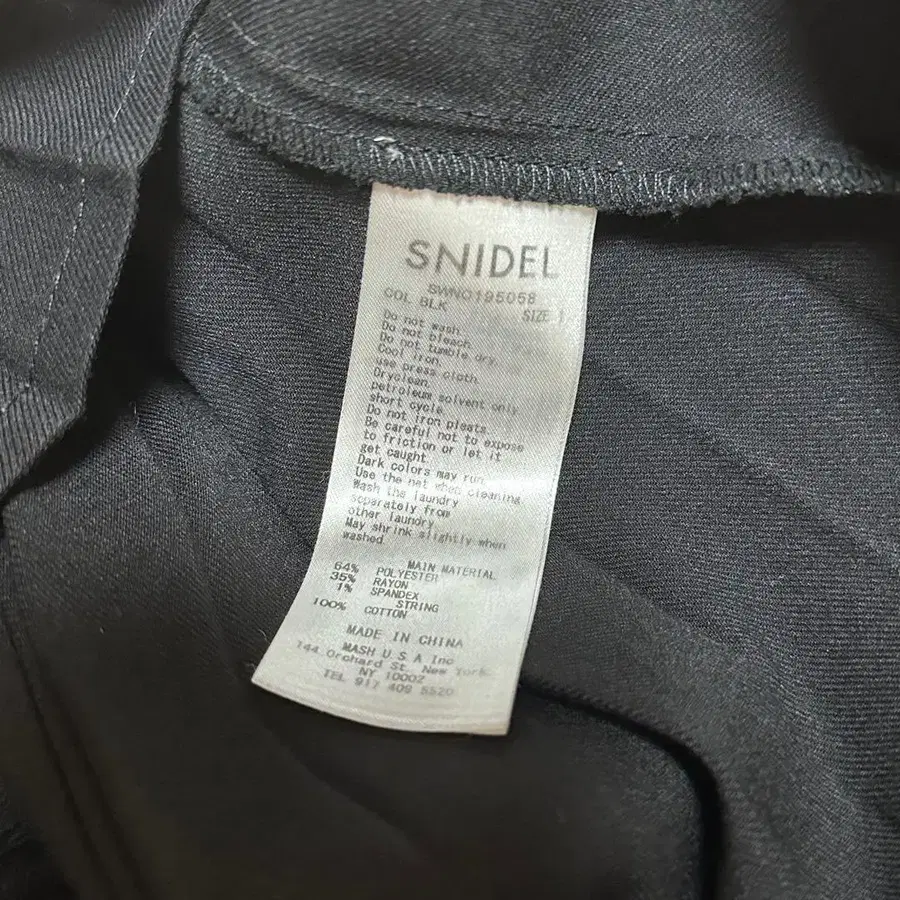 SNIDEL
SWNO195058
COL BLK SIZE 1
Do not wash.
Do not bleach.
Do not tumble dry.
Cool iron.
use press cloth.
Dryclean.
petroleum solvent only.
short cycle.
Do not iron pleats.
Be careful not to expose
to friction or let it
get caught.
Dark colors may run.
Use the net when cleaning.
Wash the laundry
separately from
other laundry.
May shrink slightly when
washed.
MAIN MATERIAL
64% POLYESTER
35% RAYON
1% SPANDEX
STRING
100% COTTON
MADE IN CHINA
MASH U S A Inc
144 Orchard St. New York.
NY 10002
TEL 917 409 5520